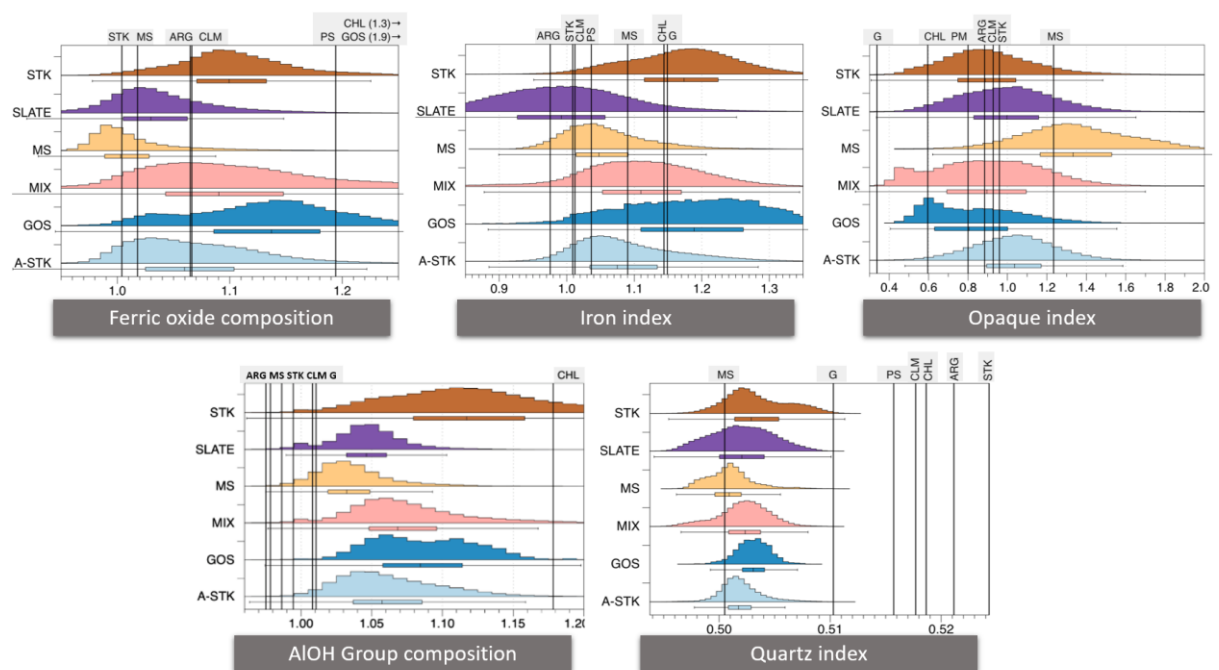 CHL (1.3)→
STK MS ARG CLM PS GOS (1.9)→
STK
SLATE
MS
MIX
GOS
A-STK
1.0 1.1 1.2
Ferric oxide composition
ARG STK CLM PS MS CHL G
STK
SLATE
MS
MIX
GOS
A-STK
0.9 1.0 1.1 1.2 1.3
Iron index
G CHL PM ARG CLM STK MS
STK
SLATE
MS
MIX
GOS
A-STK
0.4 0.6 0.8 1.0 1.2 1.4 1.6 1.8 2.0
Opaque index
ARG MS STK CLM G CHL
STK
SLATE
MS
MIX
GOS
A-STK
1.00 1.05 1.10 1.15 1.20
AlOH Group composition
MS G PS CLM CHL ARG STK
STK
SLATE
MS
MIX
GOS
A-STK
0.50 0.51 0.52
Quartz index